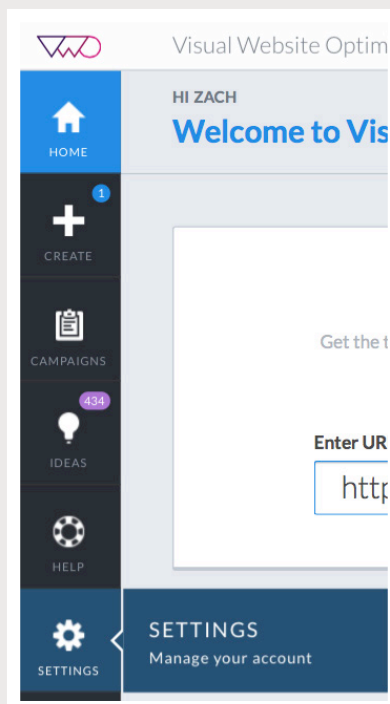 VWO
Visual Website Optim
HI ZACH
Welcome to Vis
HOME
1
CREATE
CAMPAIGNS
Get the t
434
IDEAS
Enter UR
http
HELP
SETTINGS
Manage your account
SETTINGS